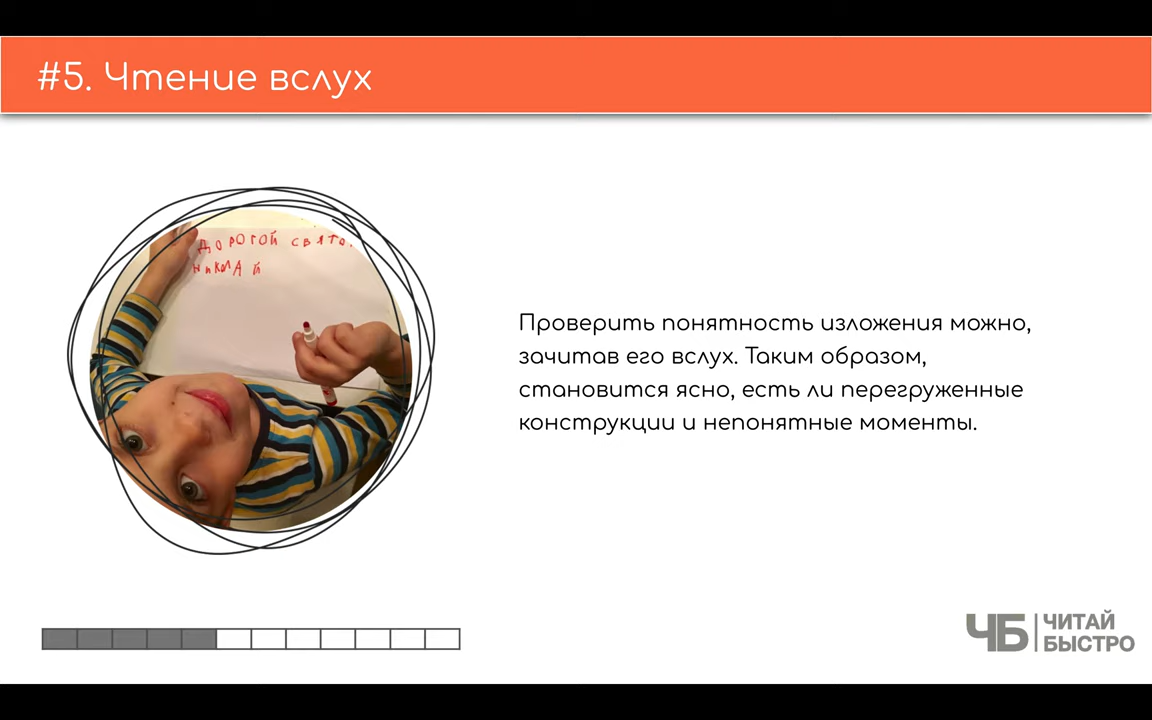 #5. Чтение вслух
ДОРОГОЙ
НИКОЛАЙ
Проверить понятность изложения можно,
зачитав его вслух. Таким образом,
становится ясно, есть ли перегруженные
конструкции и непонятные моменты.
ЧБ ЧИТАЙ
БЫСТРО